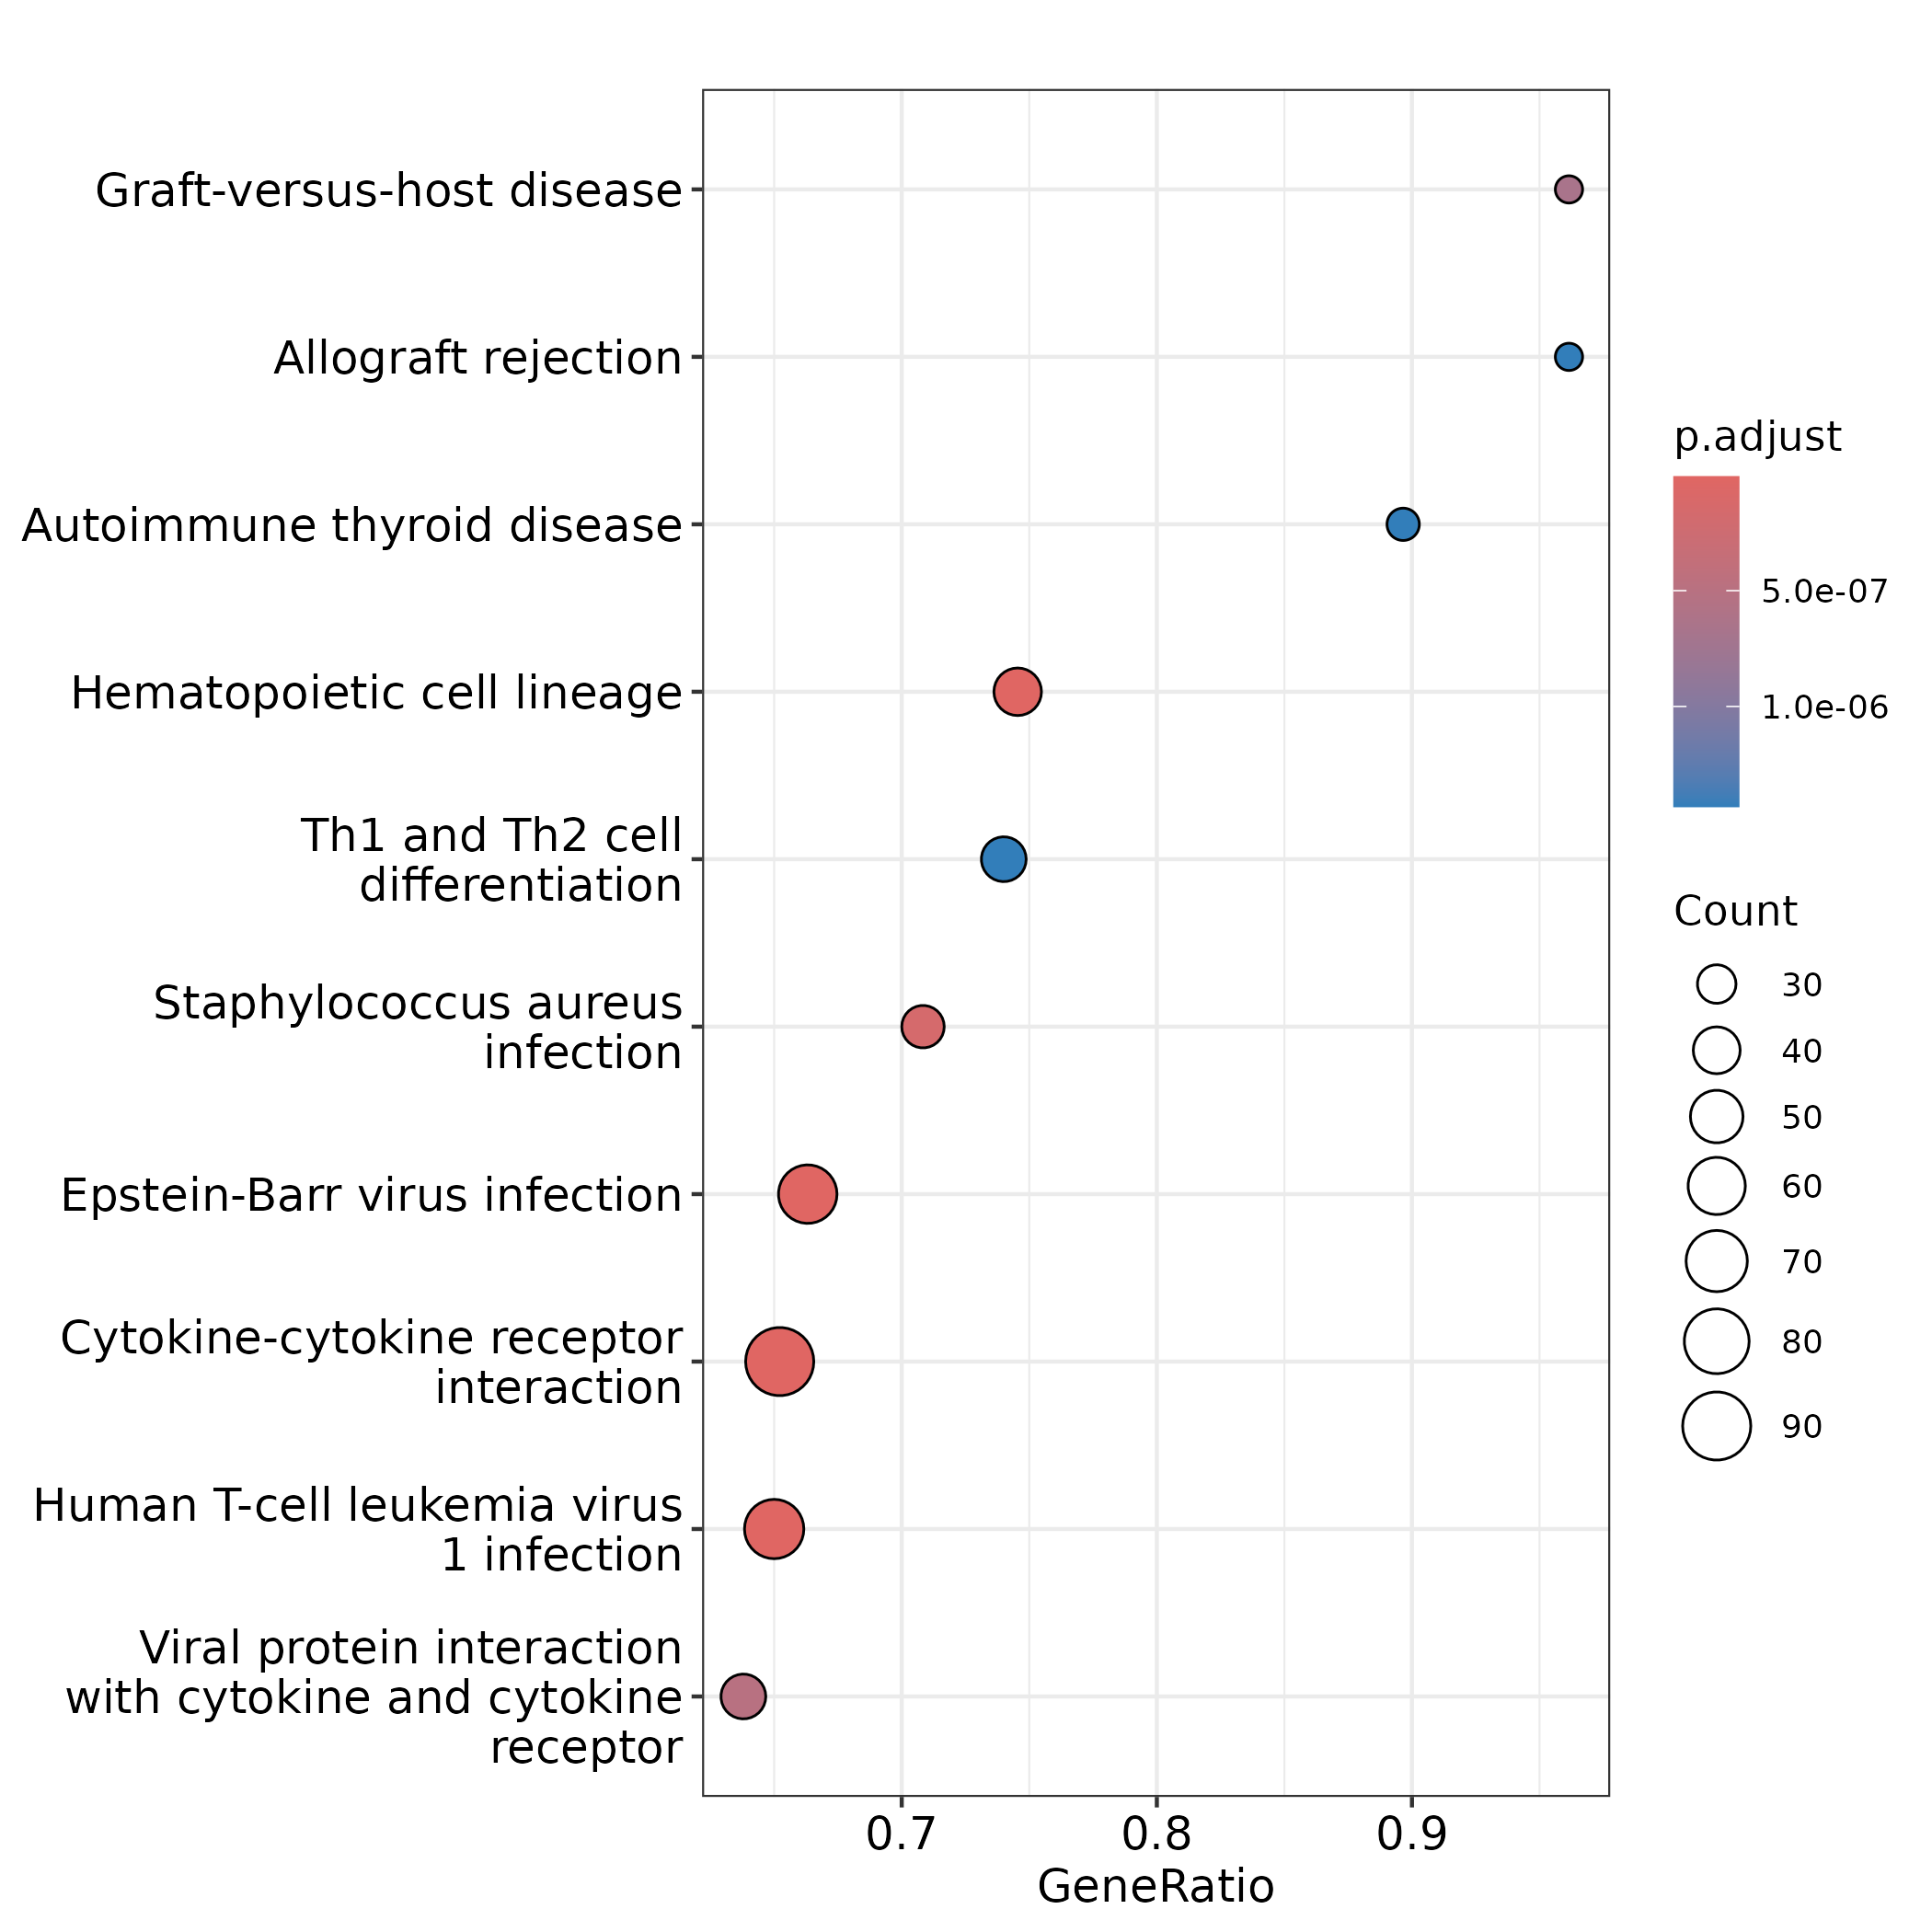 Graft-versus-host disease
Allograft rejection
Autoimmune thyroid disease
Hematopoietic cell lineage
Th1 and Th2 cell
differentiation
Staphylococcus aureus
infection
Epstein-Barr virus infection
Cytokine-cytokine receptor
interaction
Human T-cell leukemia virus
1 infection
Viral protein interaction
with cytokine and cytokine
receptor
0.7 0.8 0.9
GeneRatio
p.adjust
5.0e-07
1.0e-06
Count
30
40
50
60
70
80
90